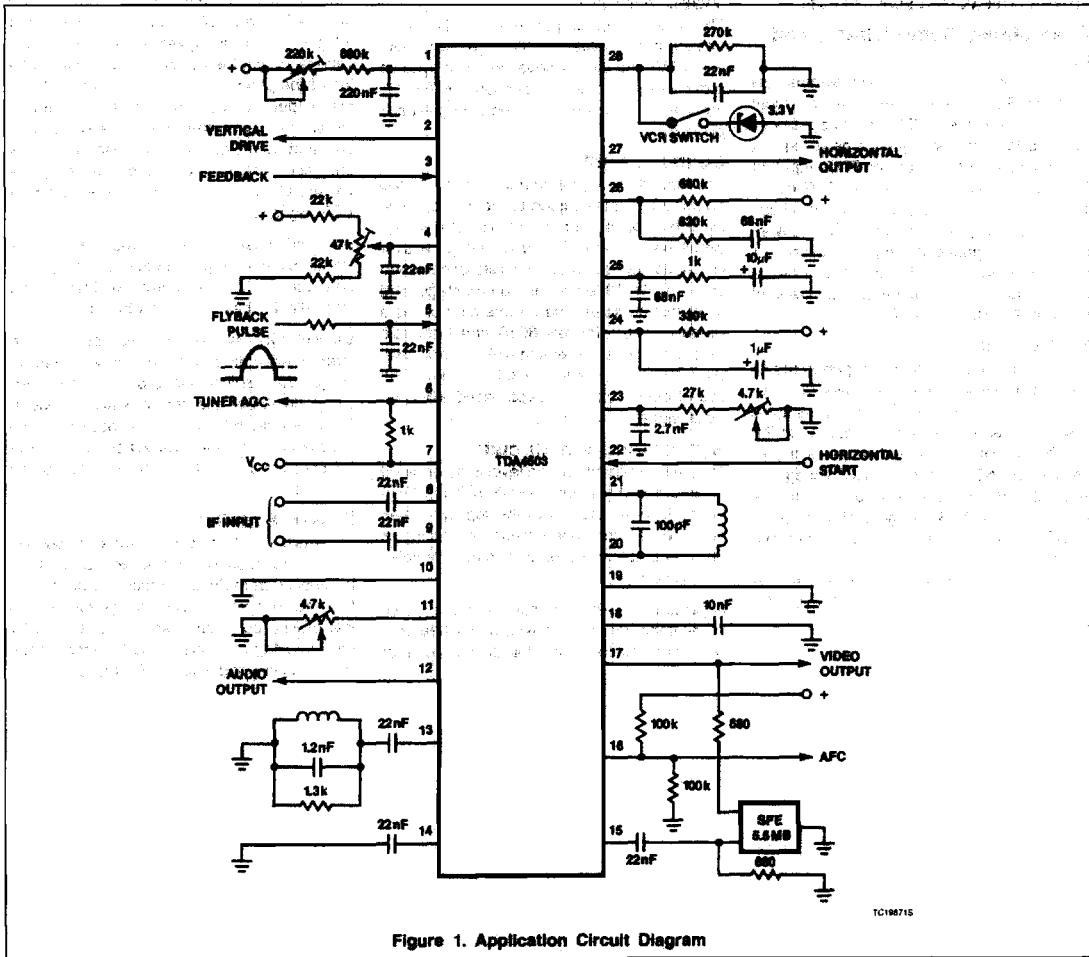 +
220k
220nF
1
VERTICAL
DRIVE
2
FEEDBACK
3
+
22k
47k
22k
4
22nF
FLYBACK
PULSE
5
22nF
TUNER AGC
6
1k
VCC
7
IF INPUT
22nF
8
22nF
9
10
4.7k
11
AUDIO
OUTPUT
12
22nF
13
1.2nF
1.3k
22nF
14
28
270k
22nF
3.3V
VCR SWITCH
27
HORIZONTAL
OUTPUT
26
680k
+
68nF
25
1k
+
10μF
68nF
24
+
+
1μF
23
27k
4.7k
2.7nF
22
HORIZONTAL
START
21
100pF
20
19
18
10nF
17
VIDEO
OUTPUT
+
100k
680
16
AFC
100k
15
22nF
SFE
5.5MB
680
TC19871S
Figure 1. Application Circuit Diagram